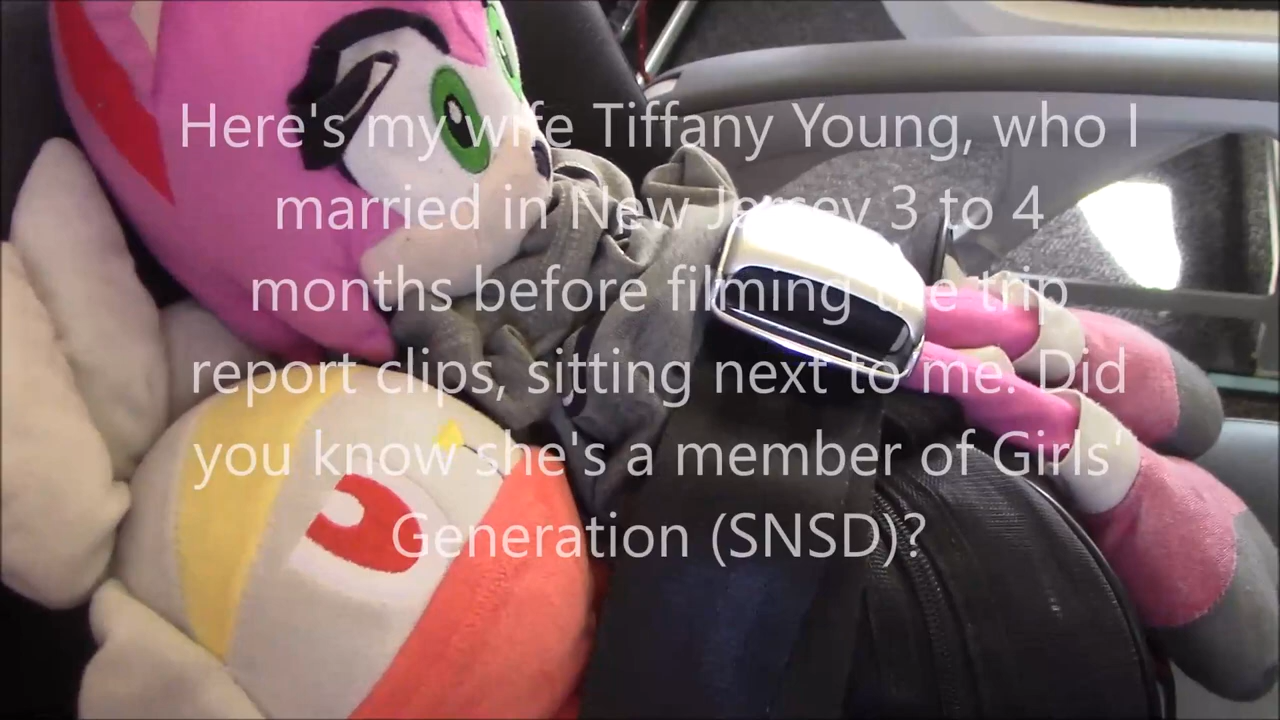 Here's my wife Tiffany Young, who I
married in New Jersey 3 to 4
months before filming the trip
report clips, sitting next to me. Did
you know she's a member of Girls'
Generation (SNSD)?